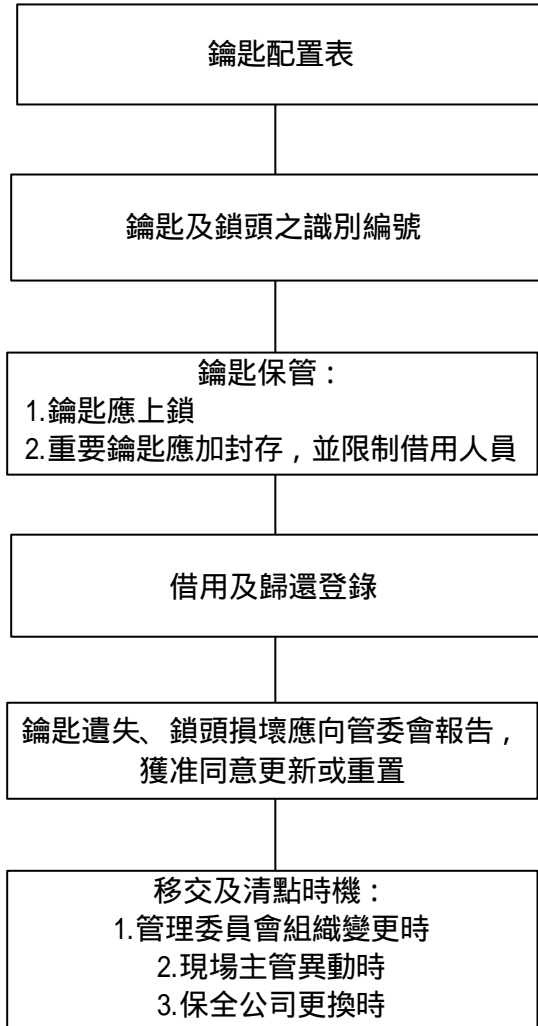 鑰匙配置表
鑰匙及鎖頭之識別編號
鑰匙保管：
1.鑰匙應上鎖
2.重要鑰匙應加封存，並限制借用人員
借用及歸還登錄
鑰匙遺失、鎖頭損壞應向管委會報告，
獲准同意更新或重置
移交及清點時機：
1.管理委員會組織變更時
2.現場主管異動時
3.保全公司更換時